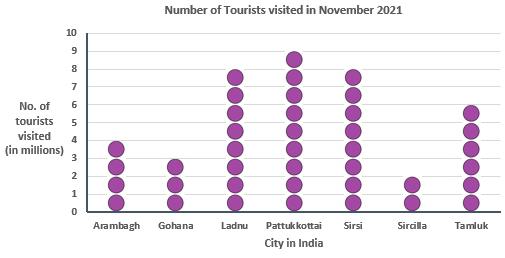 Number of Tourists visited in November 2021
10
9
8
7
6
5
4
3
2
1
0
No. of
tourists
visited
(in millions)
Arambagh Gohana Ladnu Pattukkottai Sirsi Sircilla Tamluk
City in India